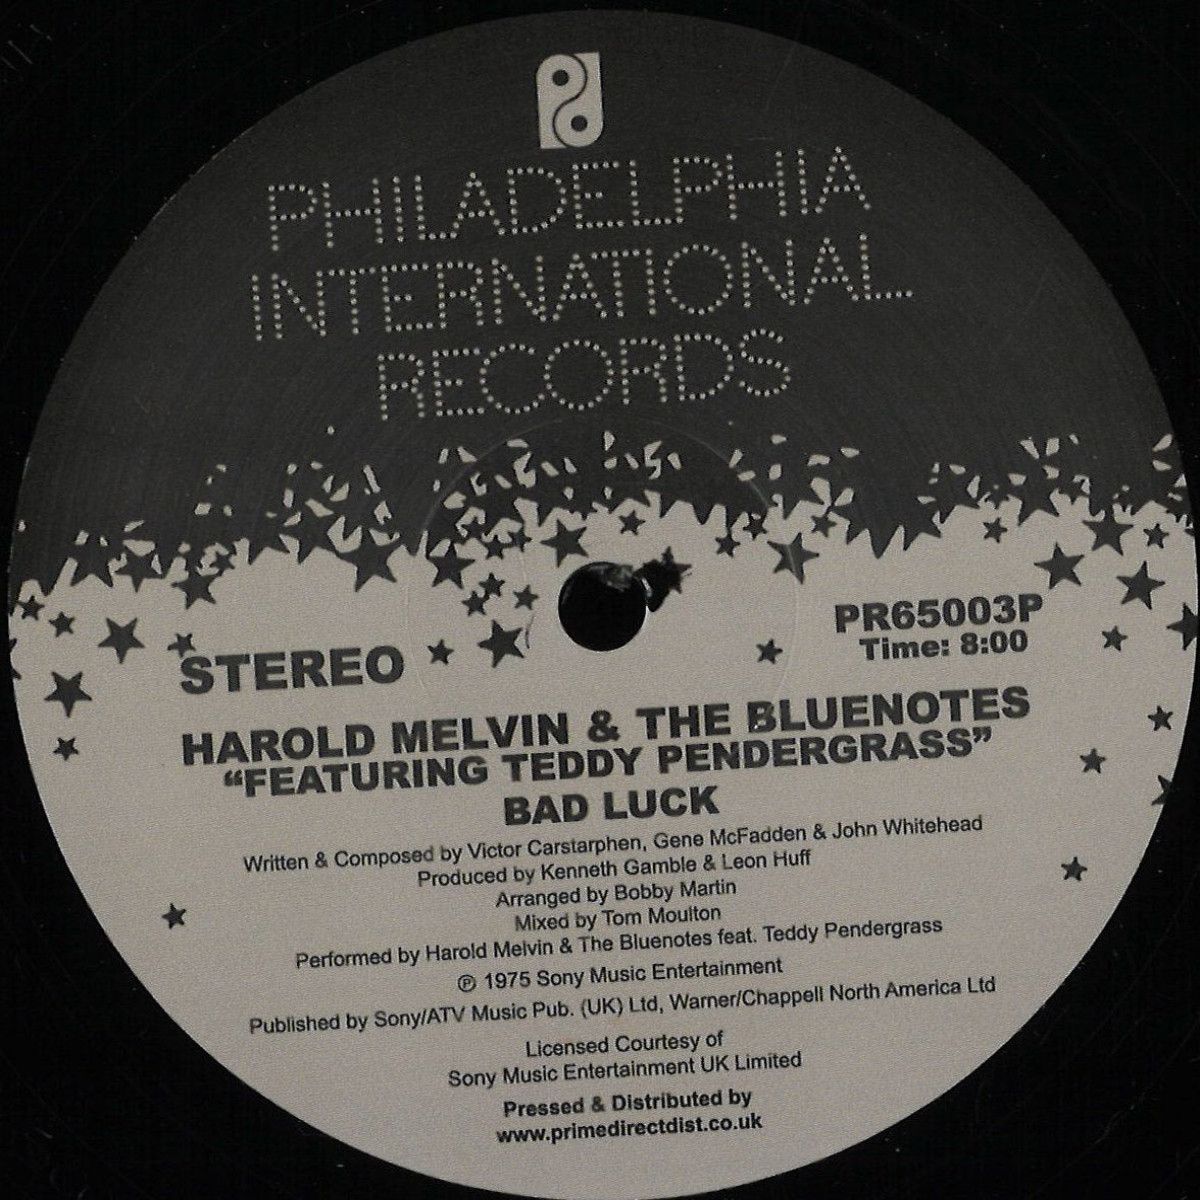 PHILADELPHIA
INTERNATIONAL
RECORDS
PR65003P
Time: 8:00
STEREO
HAROLD MELVIN & THE BLUENOTES
“FEATURING TEDDY PENDERGRASS”
BAD LUCK
Written & Composed by Victor Carstarphen, Gene McFadden & John Whitehead
Produced by Kenneth Gamble & Leon Huff
Arranged by Bobby Martin
Mixed by Tom Moulton
Performed by Harold Melvin & The Bluenotes feat. Teddy Pendergrass
℗ 1975 Sony Music Entertainment
Published by Sony/ATV Music Pub. (UK) Ltd, Warner/Chappell North America Ltd
Licensed Courtesy of
Sony Music Entertainment UK Limited
Pressed & Distributed by
www.primedirectdist.co.uk